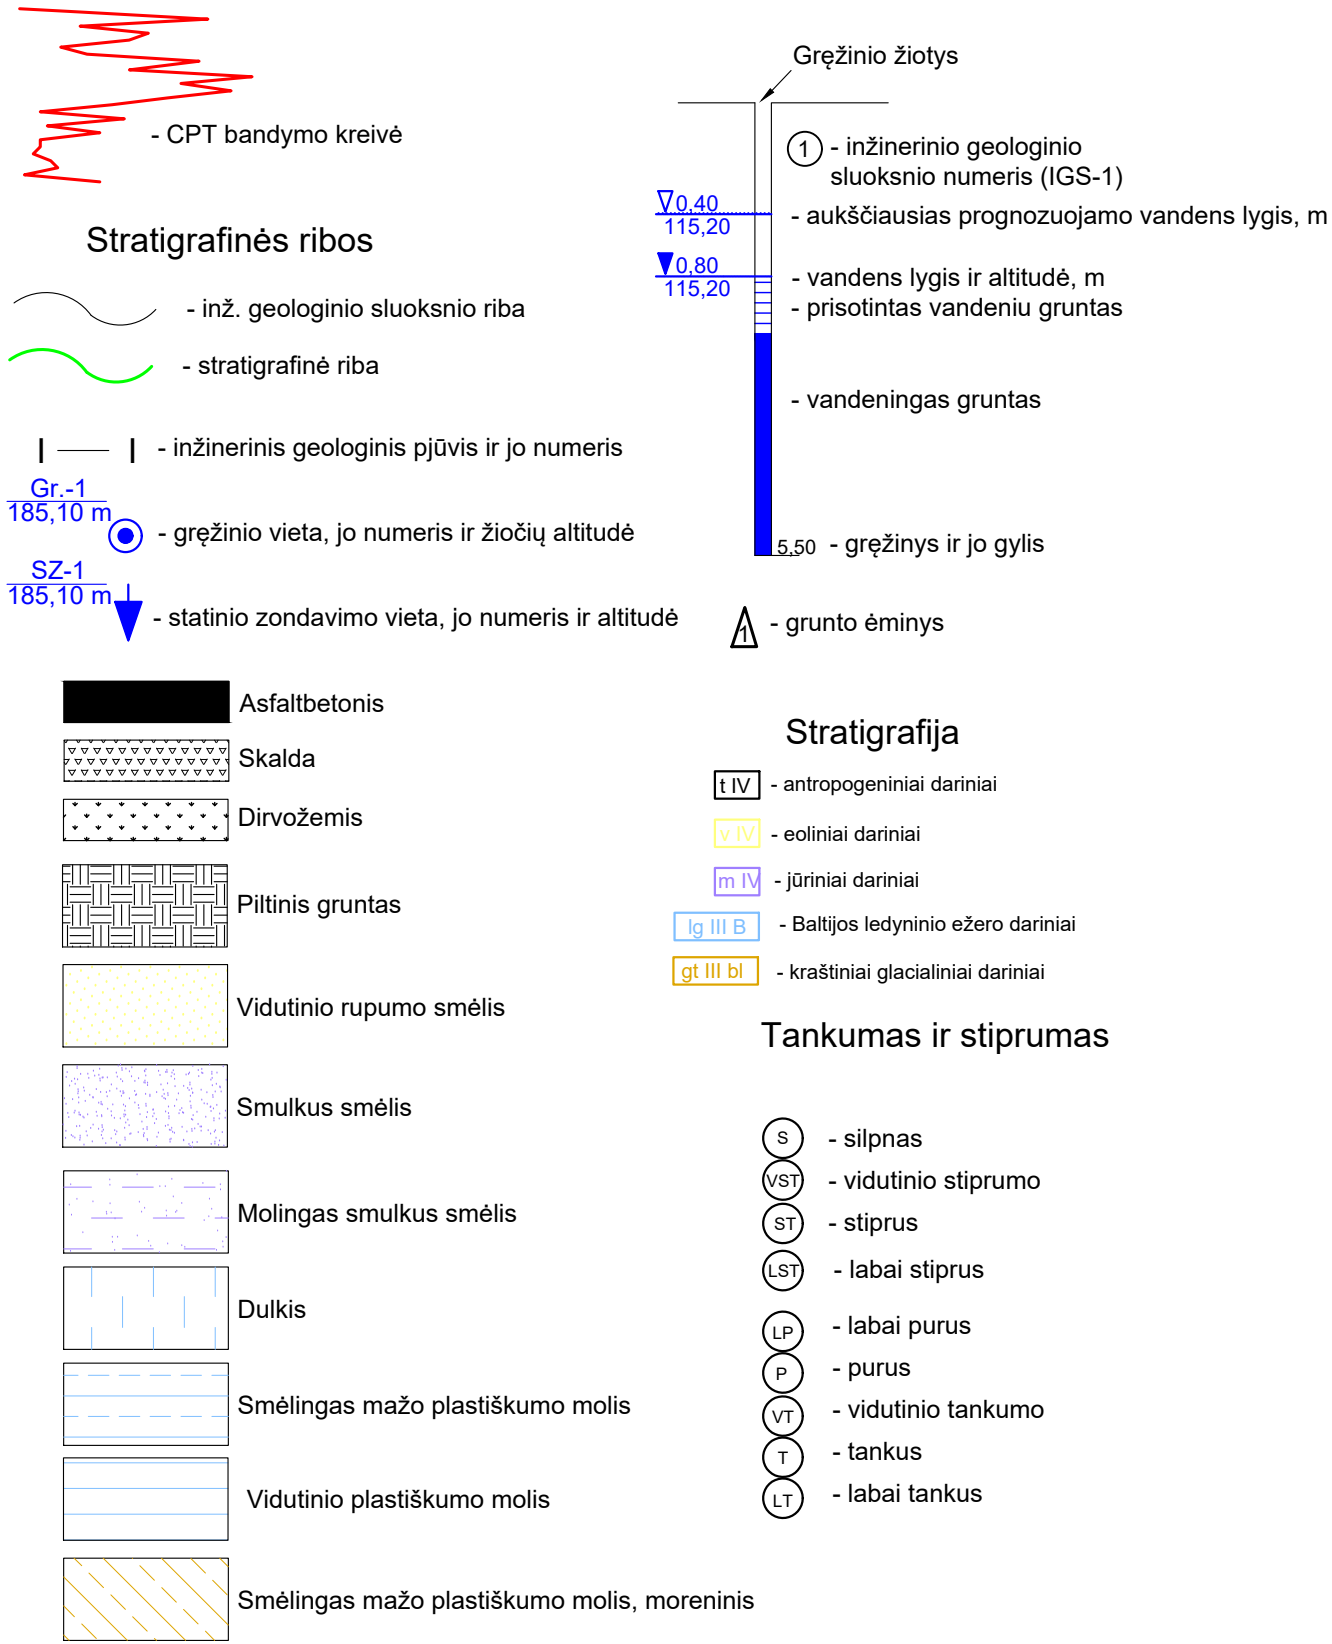 - CPT bandymo kreivė
Stratigrafinės ribos
- inž. geologinio sluoksnio riba
- stratigrafinė riba
- inžinerinis geologinis pjūvis ir jo numeris
Gr.-1
185,10 m
- gręžinio vieta, jo numeris ir žiočių altitudė
SZ-1
185,10 m
- statinio zondavimo vieta, jo numeris ir altitudė
Asfaltbetonis
Skalda
Dirvožemis
Piltinis gruntas
Vidutinio rupumo smėlis
Smulkus smėlis
Molingas smulkus smėlis
Dulkis
Smėlingas mažo plastiškumo molis
Vidutinio plastiškumo molis
Smėlingas mažo plastiškumo molis, moreninis
Gręžinio žiotys
1 - inžinerinio geologinio
sluoksnio numeris (IGS-1)
0,40
115,20
- aukščiausias prognozuojamo vandens lygis, m
0,80
115,20
- vandens lygis ir altitudė, m
- prisotintas vandeniu gruntas
- vandeningas gruntas
5,50 - gręžinys ir jo gylis
1 - grunto ėminys
Stratigrafija
t IV - antropogeniniai dariniai
v IV - eoliniai dariniai
m IV - jūriniai dariniai
lg III B - Baltijos ledyninio ežero dariniai
gt III bl - kraštiniai glacialiniai dariniai
Tankumas ir stiprumas
S - silpnas
VST - vidutinio stiprumo
ST - stiprus
LST - labai stiprus
LP - labai purus
P - purus
VT - vidutinio tankumo
T - tankus
LT - labai tankus